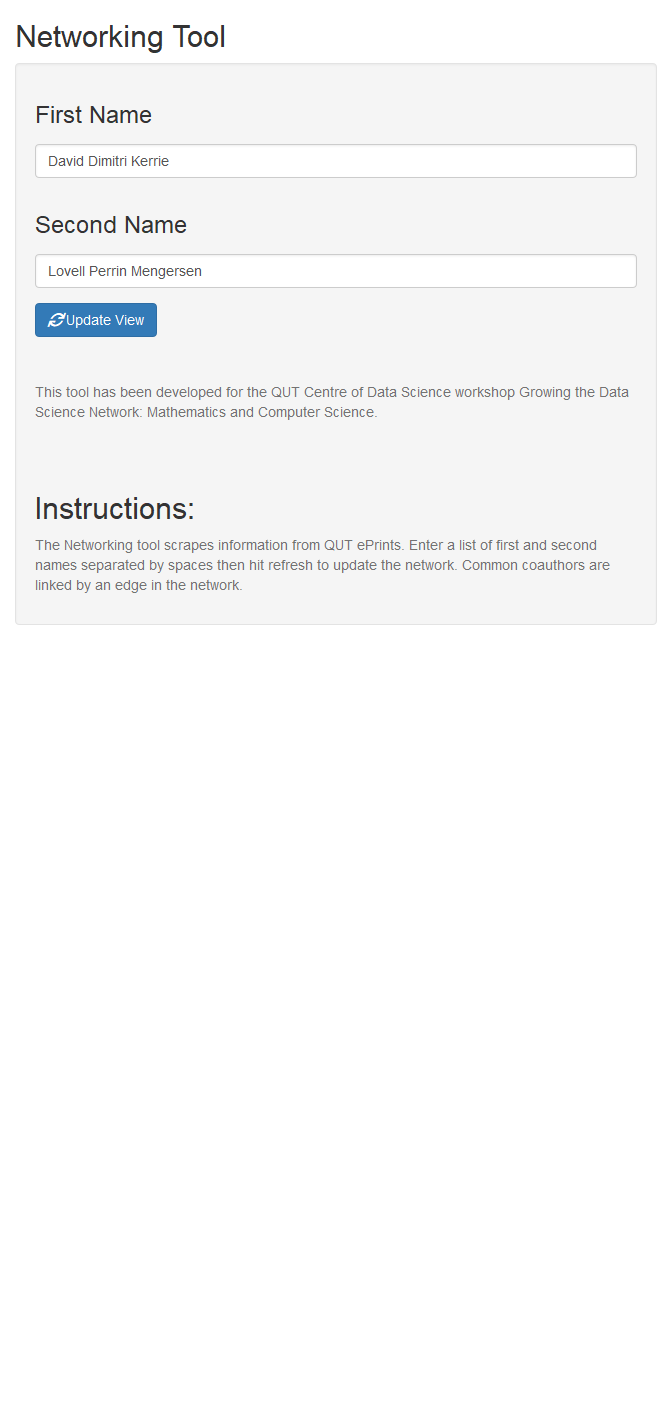 Networking Tool
First Name
David Dimitri Kerrie
Second Name
Lovell Perrin Mengersen
Update View
This tool has been developed for the QUT Centre of Data Science workshop Growing the Data
Science Network: Mathematics and Computer Science.
Instructions:
The Networking tool scrapes information from QUT ePrints. Enter a list of first and second
names separated by spaces then hit refresh to update the network. Common coauthors are
linked by an edge in the network.